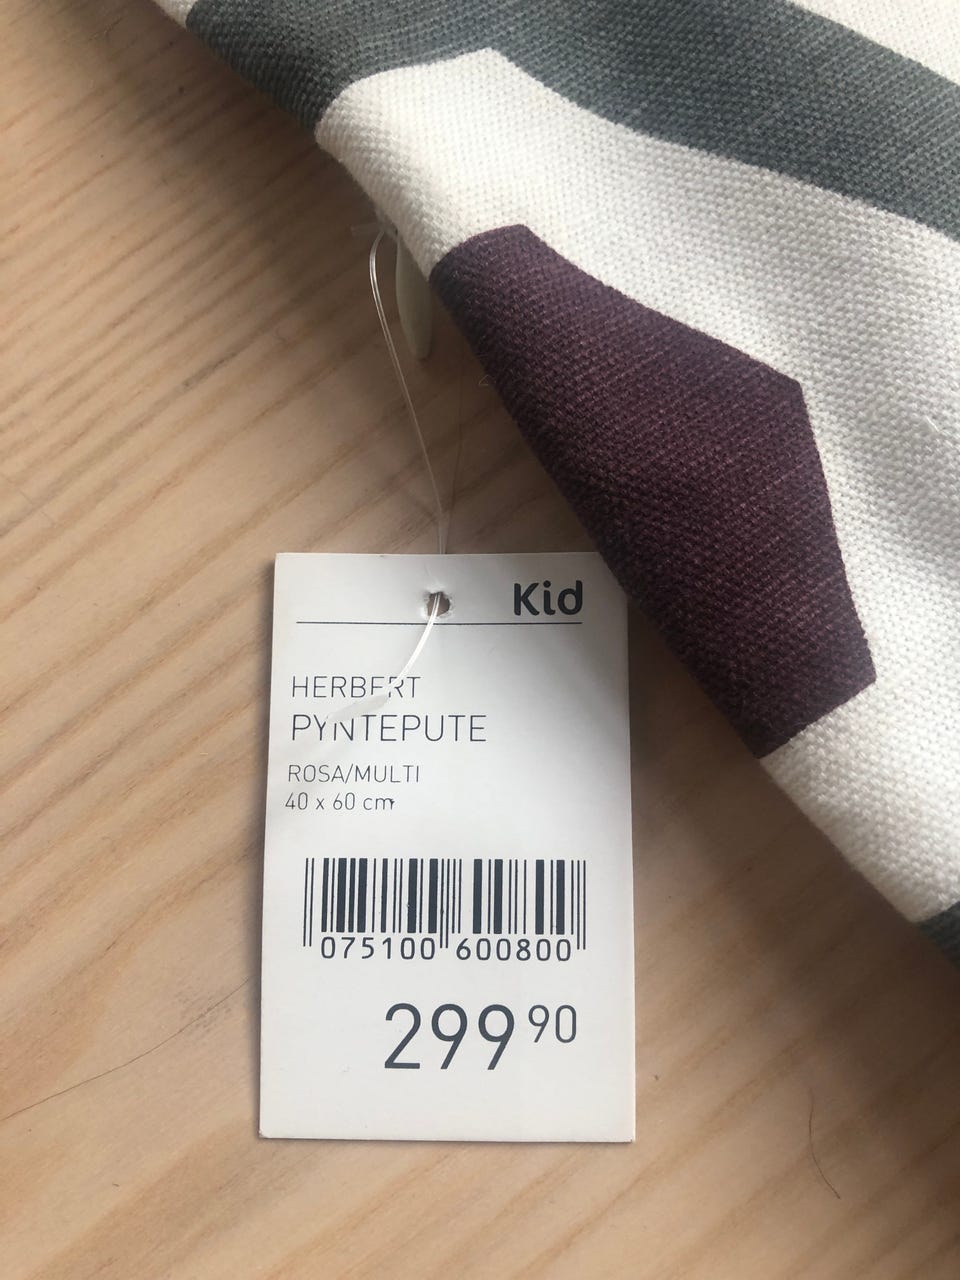 Kid
HERBERT
PYNTEPUTE
ROSA/MULTI
40 x 60 cm
075100 600800
299 90